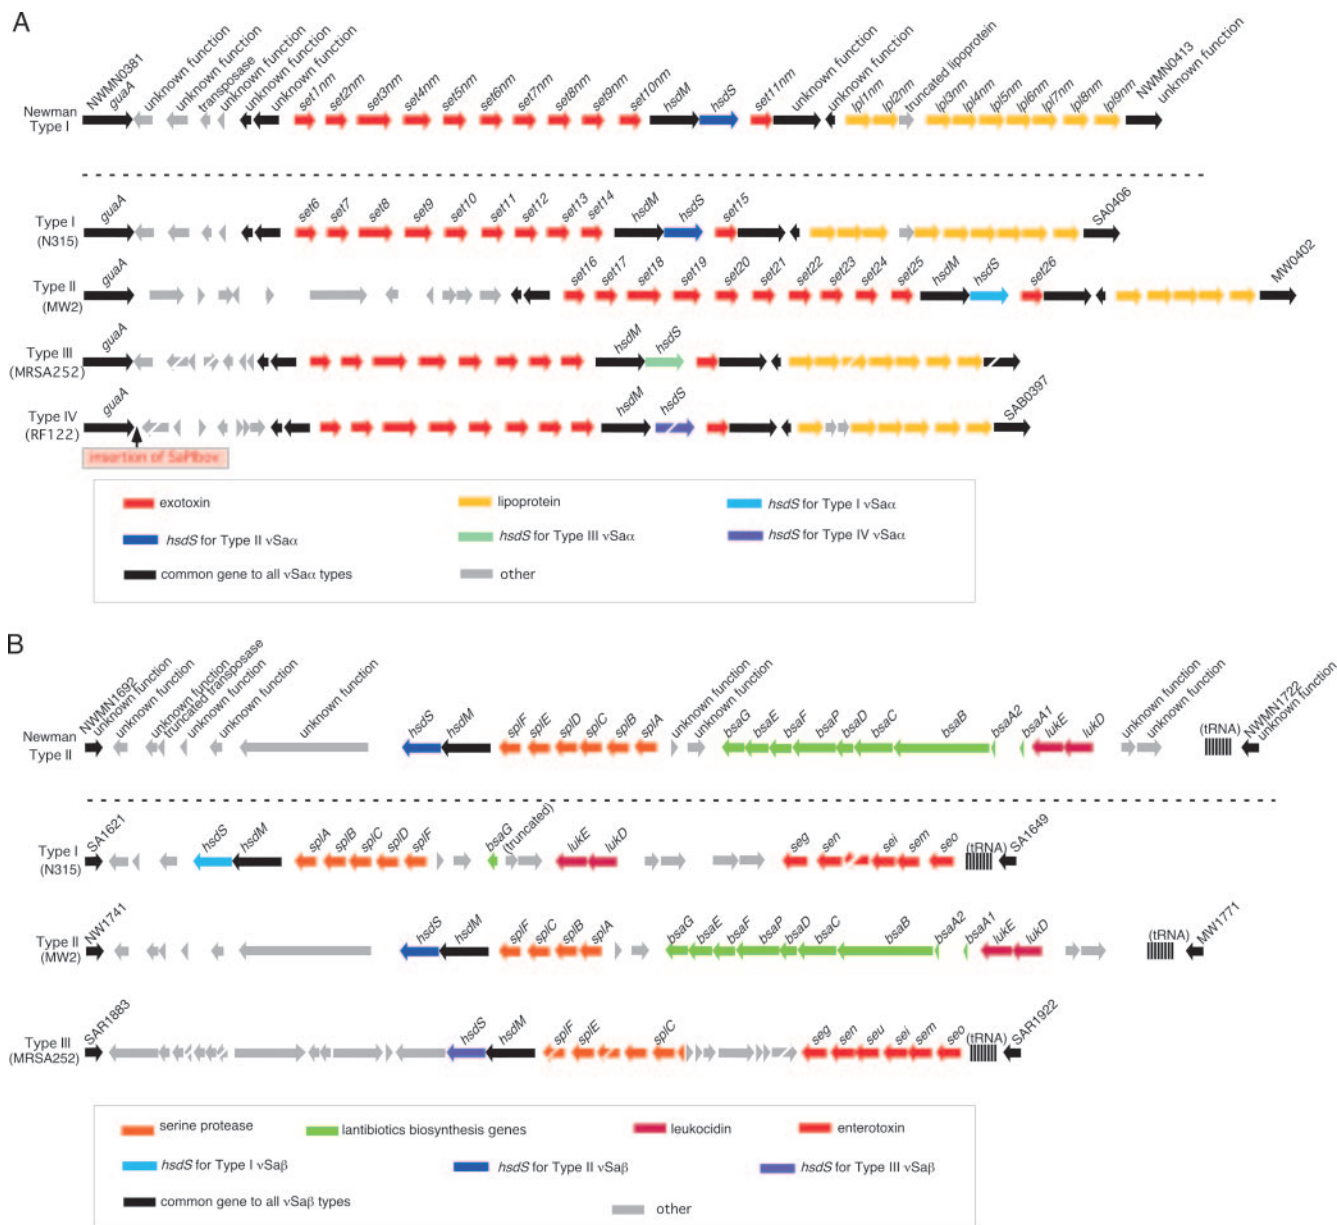 A
NWMN0381
guaA
unknown function
unknown function
transposase
unknown function
unknown function
unknown function
set1nm
set2nm
set3nm
set4nm
set5nm
set6nm
set7nm
set8nm
set9nm
set10nm
hsdM
hsdS
set11nm
unknown function
unknown function
lpl1nm
lpl2nm
truncated lipoprotein
lpl3nm
lpl4nm
lpl5nm
lpl6nm
lpl7nm
lpl8nm
lpl9nm
NWMN0413
unknown function
Newman
Type I
guaA
set6
set7
set8
set9
set10
set11
set12
set13
set14
hsdM
hsdS
set15
SA0406
Type I
(N315)
guaA
set16
set17
set18
set19
set20
set21
set22
set23
set24
set25
hsdM
hsdS
set26
MW0402
Type II
(MW2)
guaA
hsdM
hsdS
Type III
(MRSA252)
guaA
hsdM
hsdS
SAB0397
Type IV
(RF122)
insertion of SaPIbov
exotoxin
lipoprotein
hsdS for Type I νSaα
hsdS for Type II νSaα
hsdS for Type III νSaα
hsdS for Type IV νSaα
common gene to all νSaα types
other
B
NWMN1692
unknown function
unknown function
unknown function
truncated transposase
unknown function
unknown function
unknown function
hsdS
hsdM
splF
splE
splD
splC
splB
splA
unknown function
unknown function
bsaG
bsaE
bsaF
bsaP
bsaD
bsaC
bsaB
bsaA2
bsaA1
lukE
lukD
unknown function
unknown function
(tRNA)
NWMN1722
unknown function
Newman
Type II
SA1621
hsdS
hsdM
splA
splB
splC
splD
splF
bsaG
(truncated)
lukE
lukD
seg
sen
sei
sem
seo
(tRNA)
SA1649
Type I
(N315)
NW1741
hsdS
hsdM
splF
splC
splB
splA
bsaG
bsaE
bsaF
bsaP
bsaD
bsaC
bsaB
bsaA2
bsaA1
lukE
lukD
(tRNA)
MW1771
Type II
(MW2)
SAR1883
hsdS
hsdM
splF
splE
splC
seg
sen
seu
sei
sem
seo
(tRNA)
SAR1922
Type III
(MRSA252)
serine protease
lantibiotics biosynthesis genes
leukocidin
enterotoxin
hsdS for Type I νSaβ
hsdS for Type II νSaβ
hsdS for Type III νSaβ
common gene to all νSaβ types
other